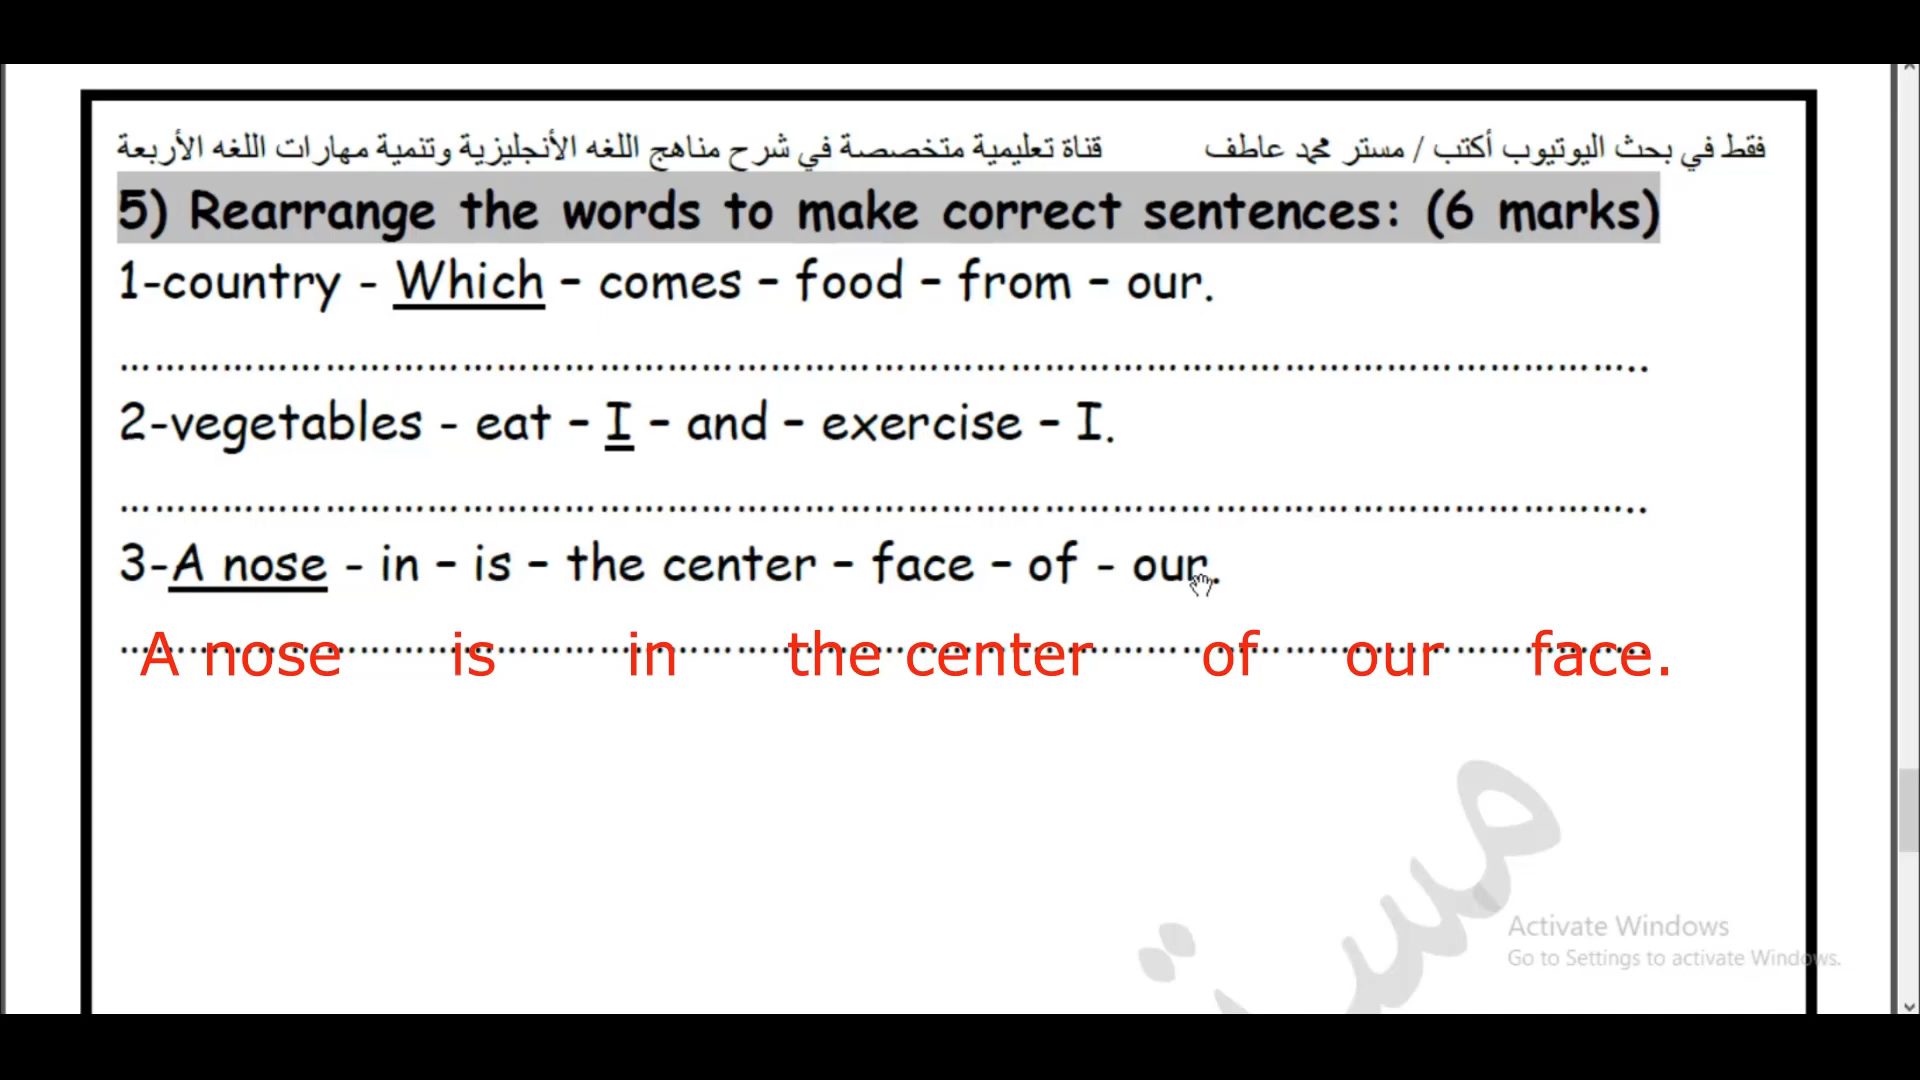 فقط في بحث اليوتيوب أكتب / مستر محمد عاطف قناة تعليمية متخصصة في شرح مناهج اللغه الأنجليزية وتنمية مهارات اللغه الأربعة
5) Rearrange the words to make correct sentences: (6 marks)
1-country - Which – comes – food – from – our.
……………………………………………………………………………………………………………………..
2-vegetables - eat – I – and – exercise – I.
……………………………………………………………………………………………………………………..
3-A nose - in – is – the center – face – of - our.
……………………………………………………………………………………………………………………..
A nose is in the center of our face.
Activate Windows
Go to Settings to activate Windows.